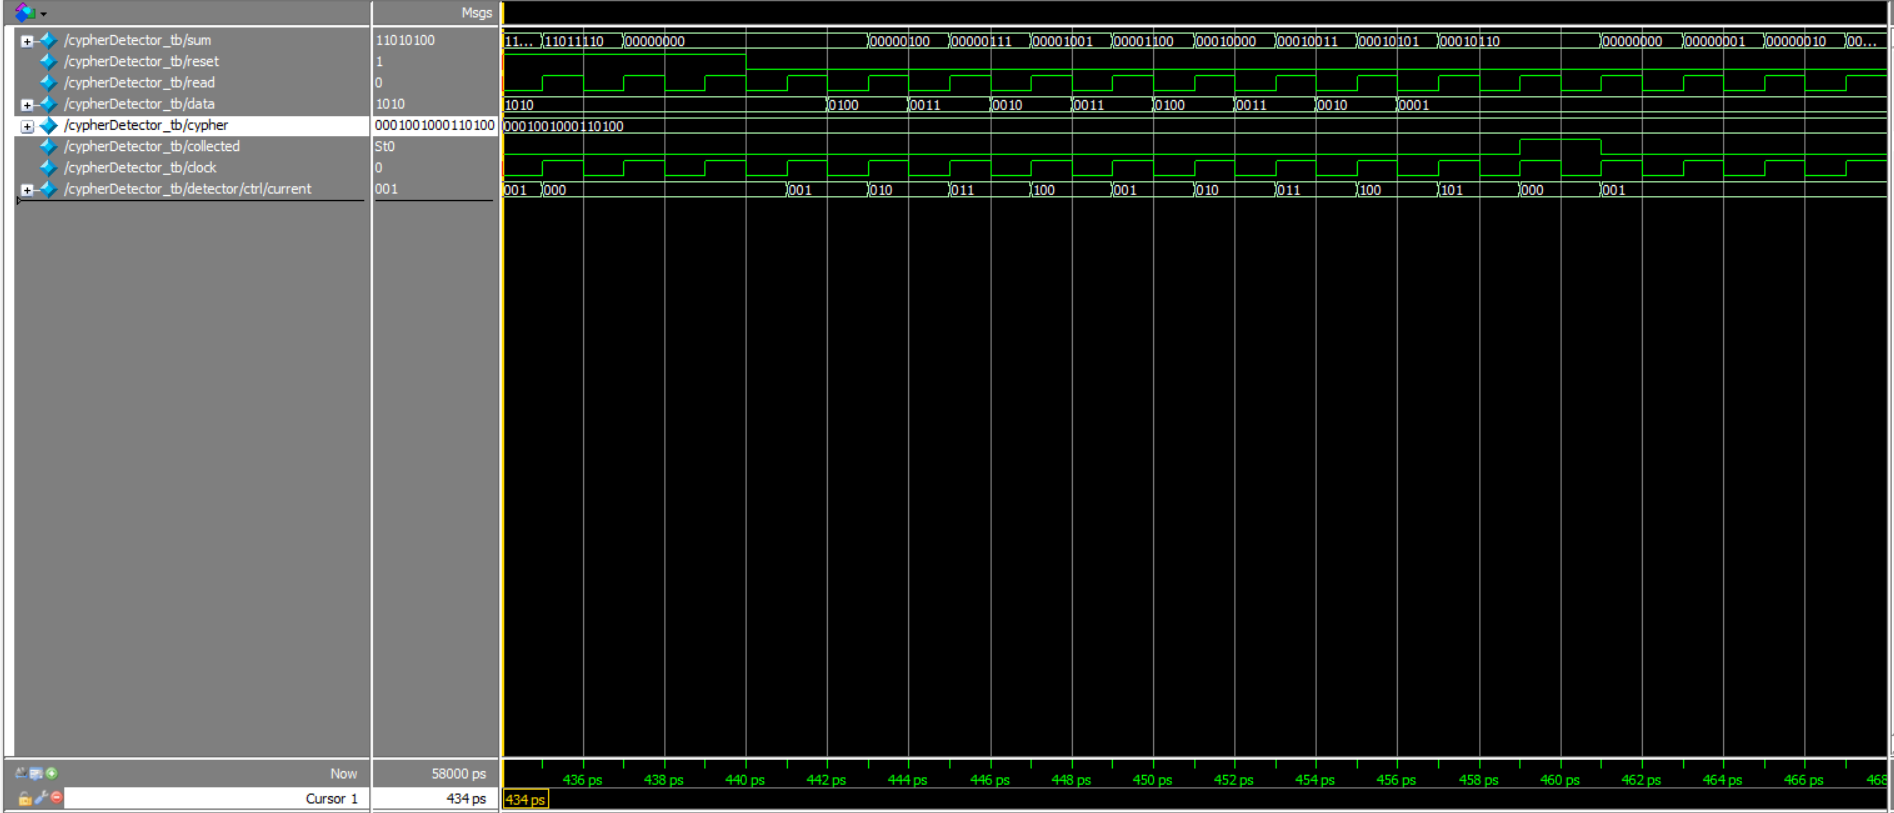 Msgs
/cypherDetector_tb/sum 11010100 11... 11011110 00000000 00000100 00000111 00001001 00001100 00010000 00010011 00010101 00010110 00000000 00000001 00000010 00...
/cypherDetector_tb/reset 1
/cypherDetector_tb/read 0
/cypherDetector_tb/data 1010 1010 0100 0011 0010 0011 0100 0011 0010 0001
/cypherDetector_tb/cypher 0001001000110100 0001001000110100
/cypherDetector_tb/collected St0
/cypherDetector_tb/clock 0
/cypherDetector_tb/detector/ctrl/current 001 001 000 001 010 011 100 001 010 011 100 101 000 001
Now 58000 ps 436 ps 438 ps 440 ps 442 ps 444 ps 446 ps 448 ps 450 ps 452 ps 454 ps 456 ps 458 ps 460 ps 462 ps 464 ps 466 ps 468
Cursor 1 434 ps 434 ps